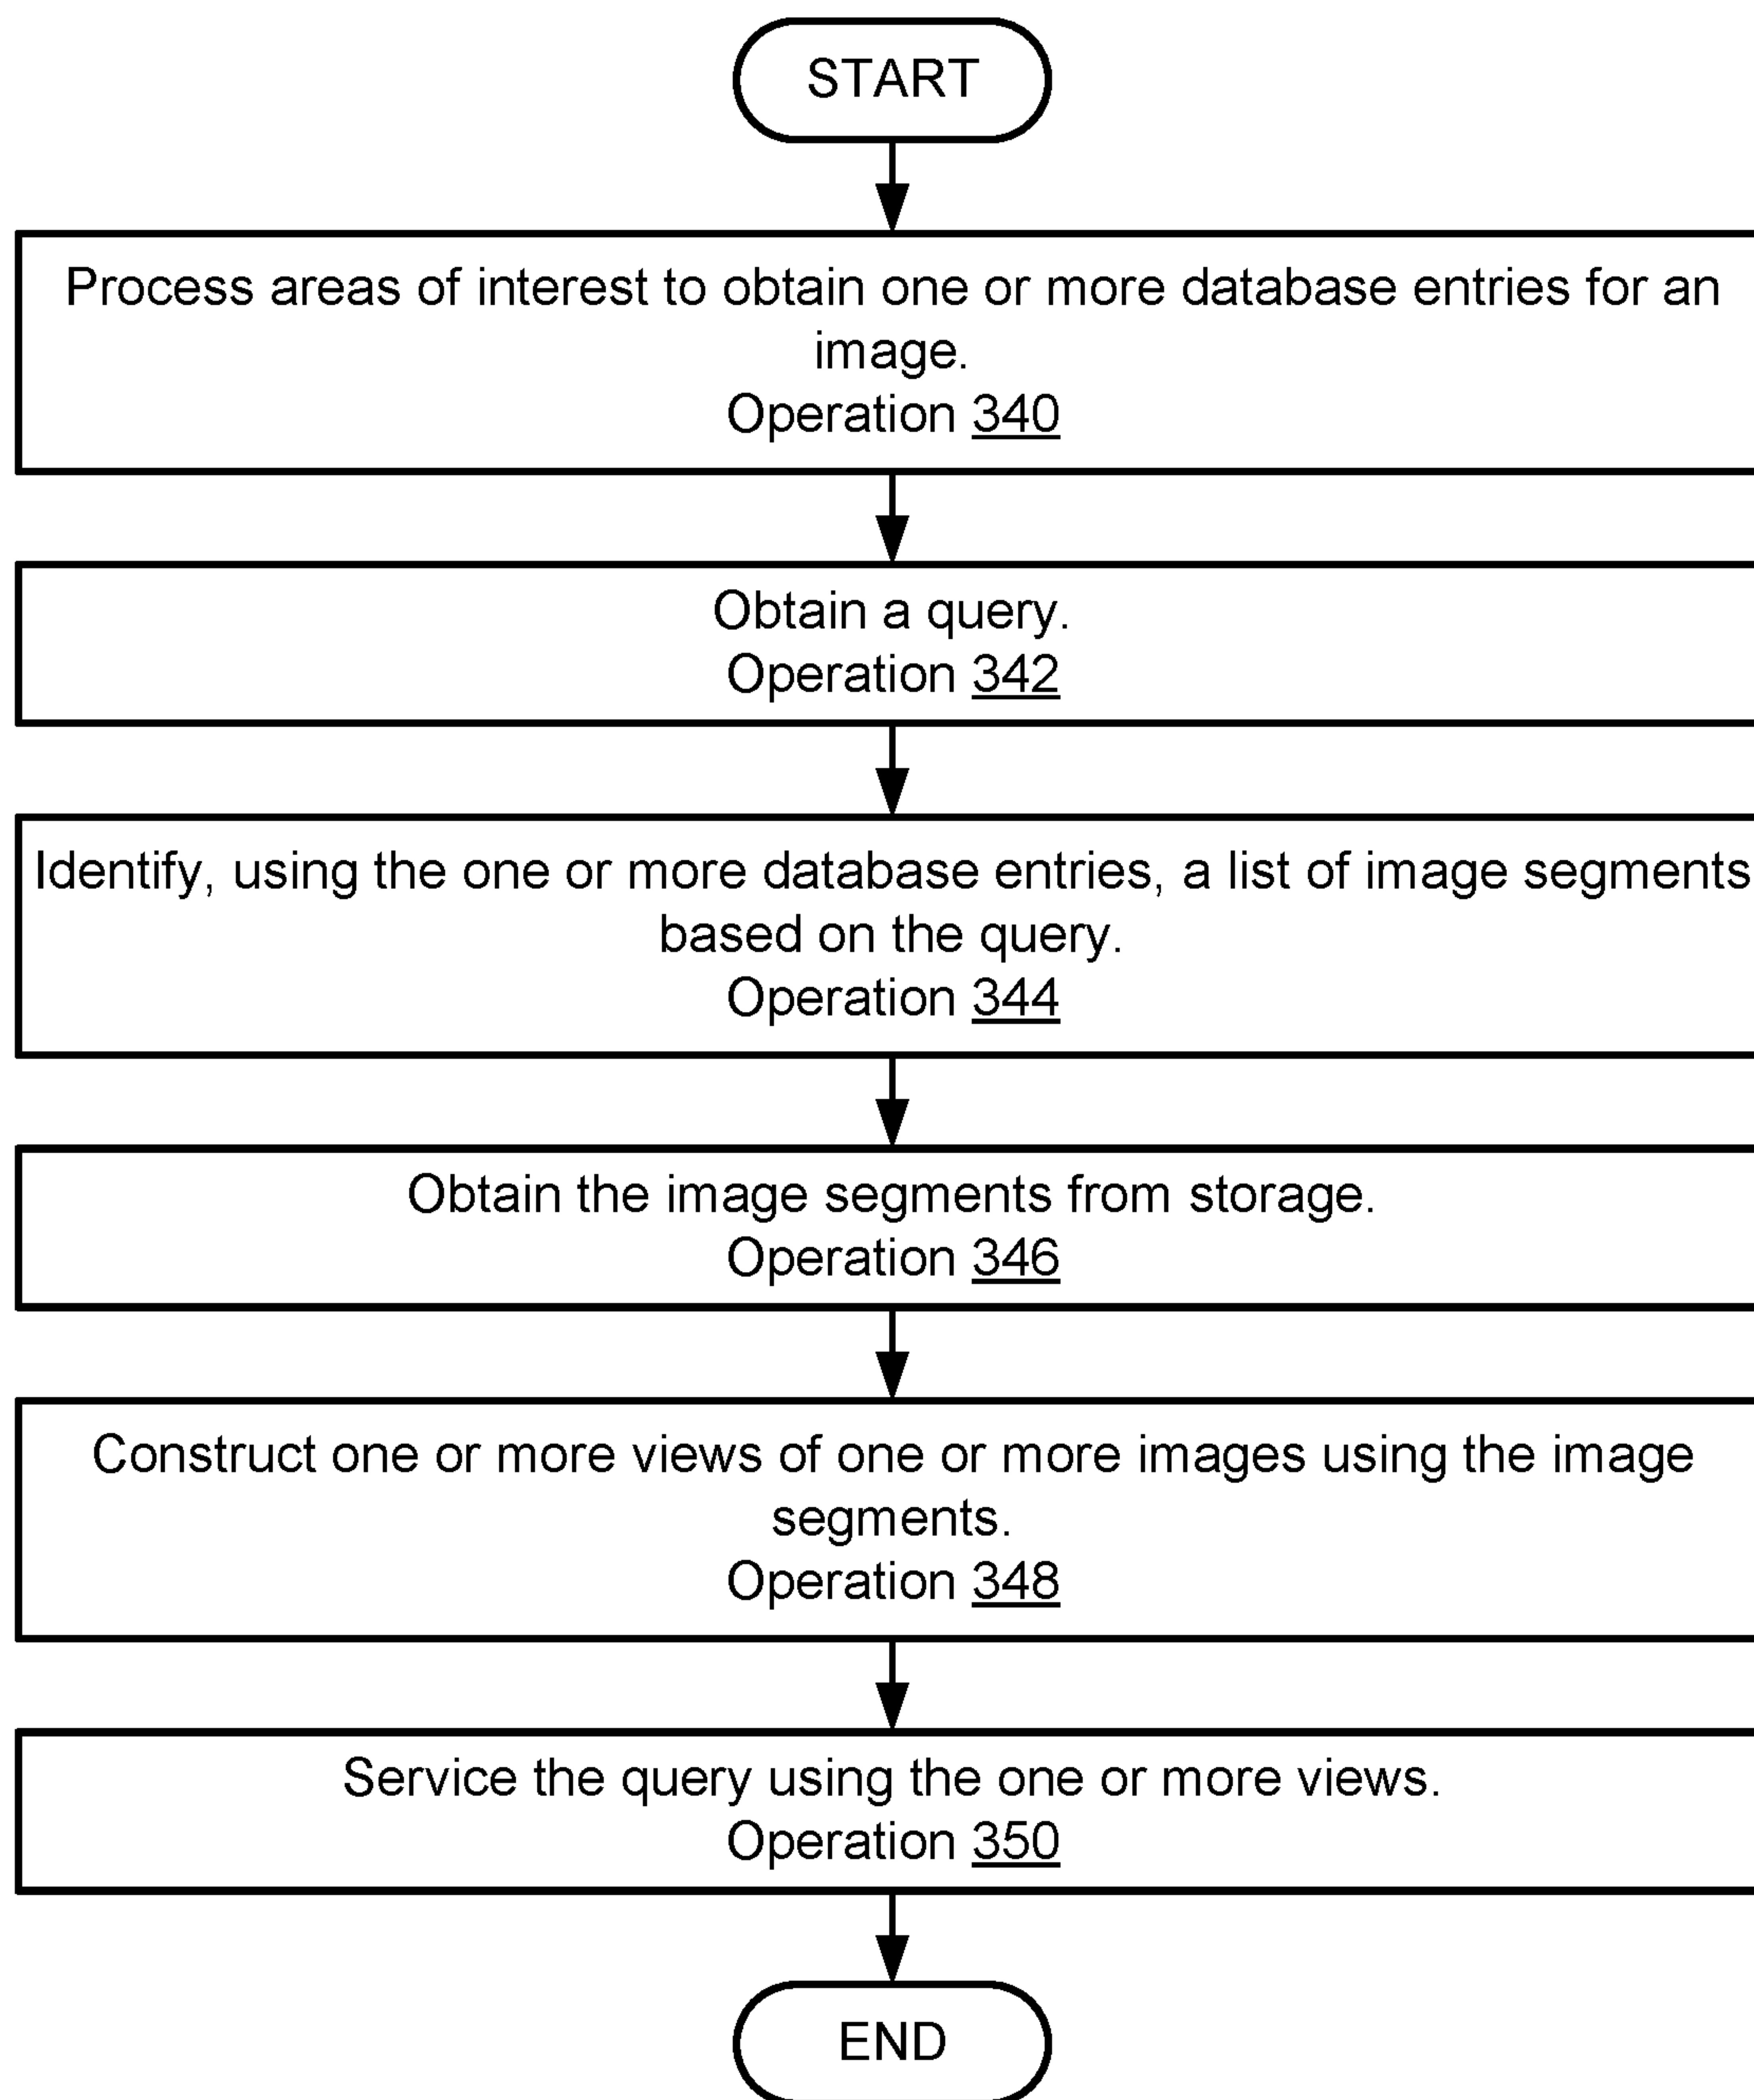 START
Process areas of interest to obtain one or more database entries for an
image.
Operation 340
Obtain a query.
Operation 342
Identify, using the one or more database entries, a list of image segments
based on the query.
Operation 344
Obtain the image segments from storage.
Operation 346
Construct one or more views of one or more images using the image
segments.
Operation 348
Service the query using the one or more views.
Operation 350
END